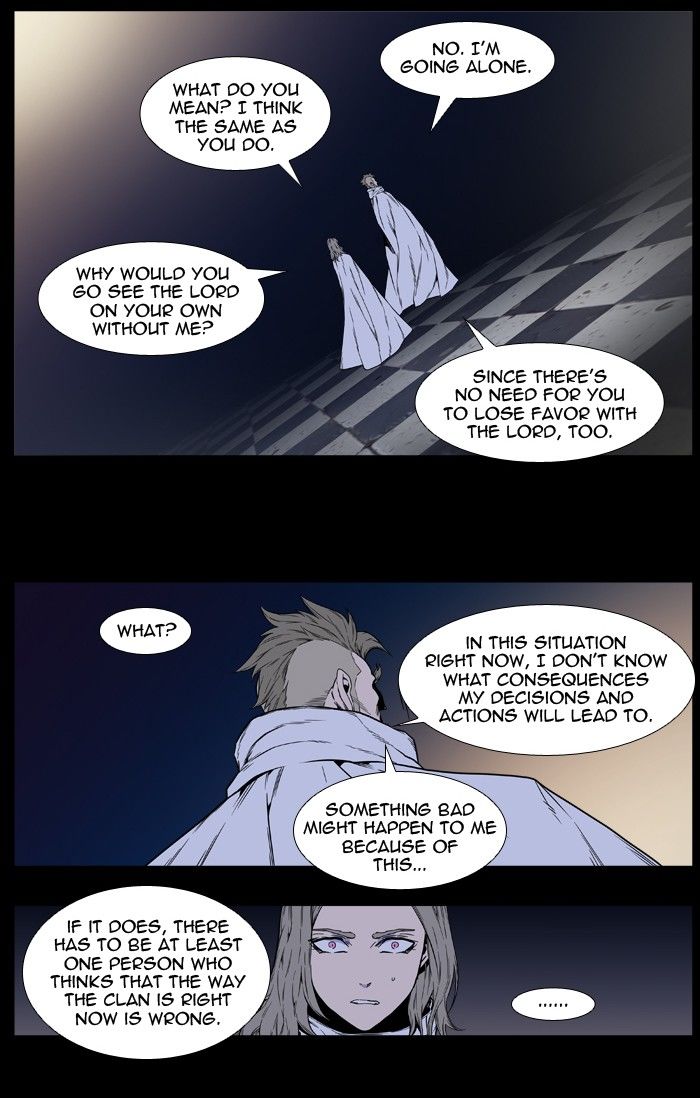 NO. I'M
GOING ALONE.
WHAT DO YOU
MEAN? I THINK
THE SAME AS
YOU DO.
WHY WOULD YOU
GO SEE THE LORD
ON YOUR OWN
WITHOUT ME?
SINCE THERE'S
NO NEED FOR YOU
TO LOSE FAVOR WITH
THE LORD, TOO.
WHAT?
IN THIS SITUATION
RIGHT NOW, I DON'T KNOW
WHAT CONSEQUENCES
MY DECISIONS AND
ACTIONS WILL LEAD TO.
SOMETHING BAD
MIGHT HAPPEN TO ME
BECAUSE OF
THIS...
IF IT DOES, THERE
HAS TO BE AT LEAST
ONE PERSON WHO
THINKS THAT THE WAY
THE CLAN IS RIGHT
NOW IS WRONG.
......